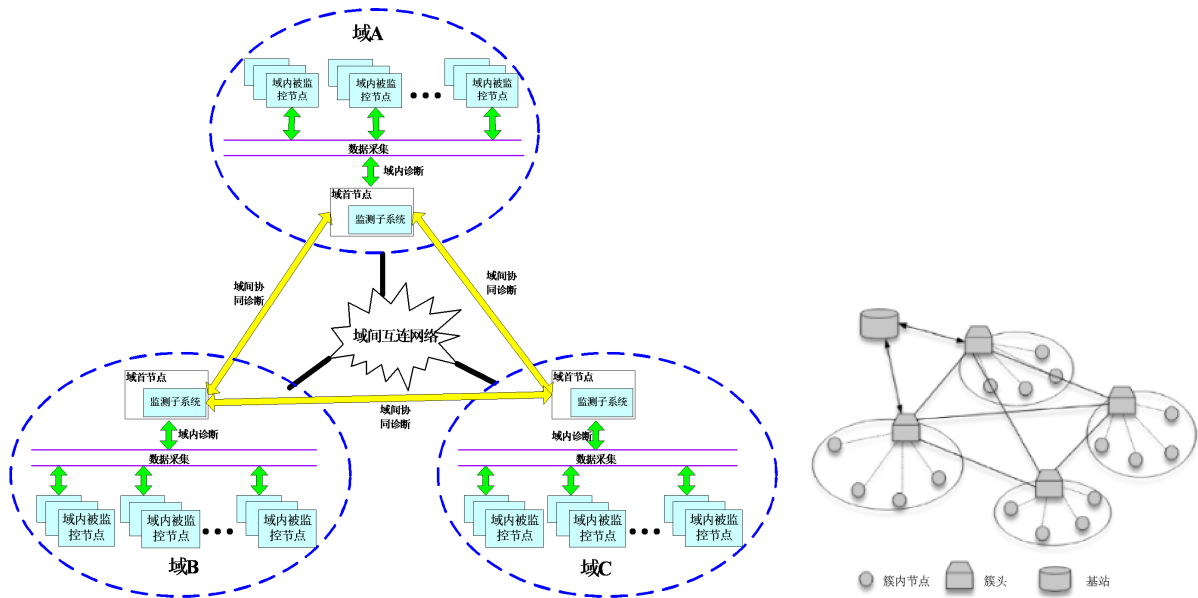 域A
域内被监
控节点
域内被监
控节点
域内被监
控节点
数据采集
域内诊断
域首节点
监测子系统
域间协
同诊断
域间协
同诊断
域间互连网络
域首节点
监测子系统
域首节点
监测子系统
域间协
同诊断
域内诊断
域内诊断
数据采集
数据采集
域内被监
控节点
域内被监
控节点
域内被监
控节点
域内被监
控节点
域内被监
控节点
域内被监
控节点
域B
域C
簇内节点
簇头
基站